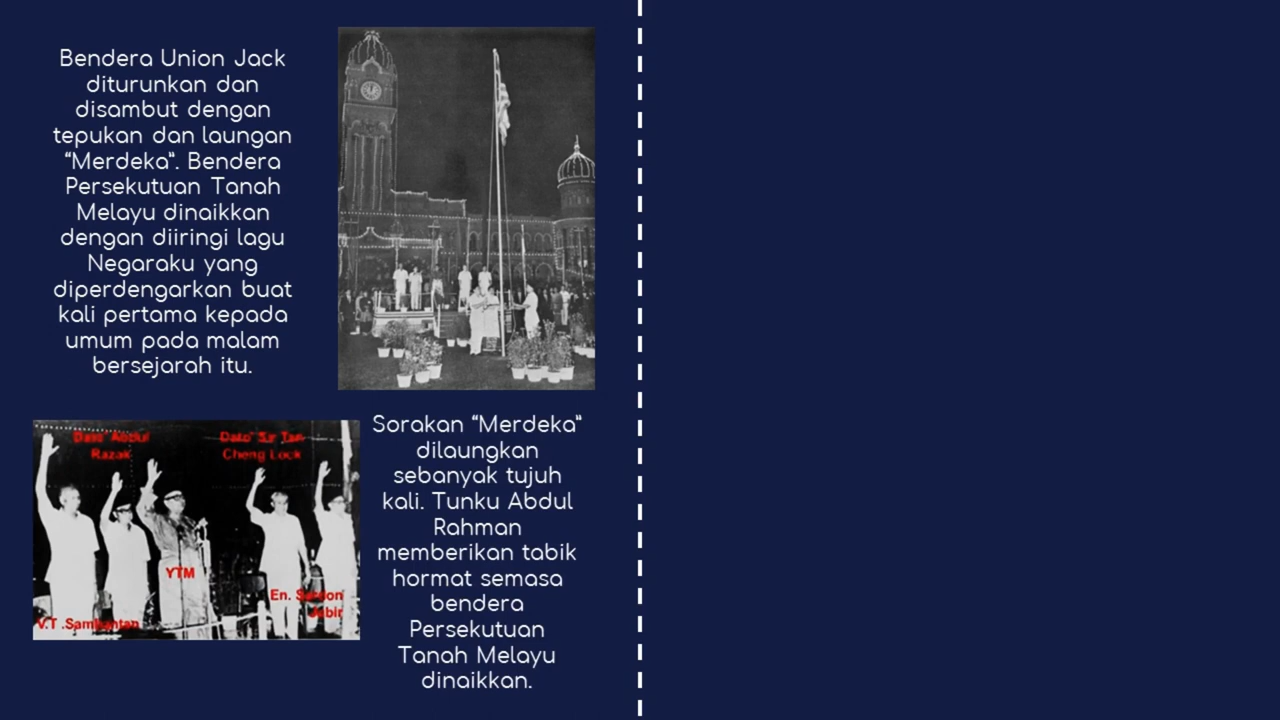 Bendera Union Jack
diturunkan dan
disambut dengan
tepukan dan laungan
“Merdeka”. Bendera
Persekutuan Tanah
Melayu dinaikkan
dengan diiringi lagu
Negaraku yang
diperdengarkan buat
kali pertama kepada
umum pada malam
bersejarah itu.
Dato' Abdul
Razak
Dato' Sir Tan
Cheng Lock
YTM
En. Sardon
Jubir
V.T .Sambantan
Sorakan “Merdeka”
dilaungkan
sebanyak tujuh
kali. Tunku Abdul
Rahman
memberikan tabik
hormat semasa
bendera
Persekutuan
Tanah Melayu
dinaikkan.